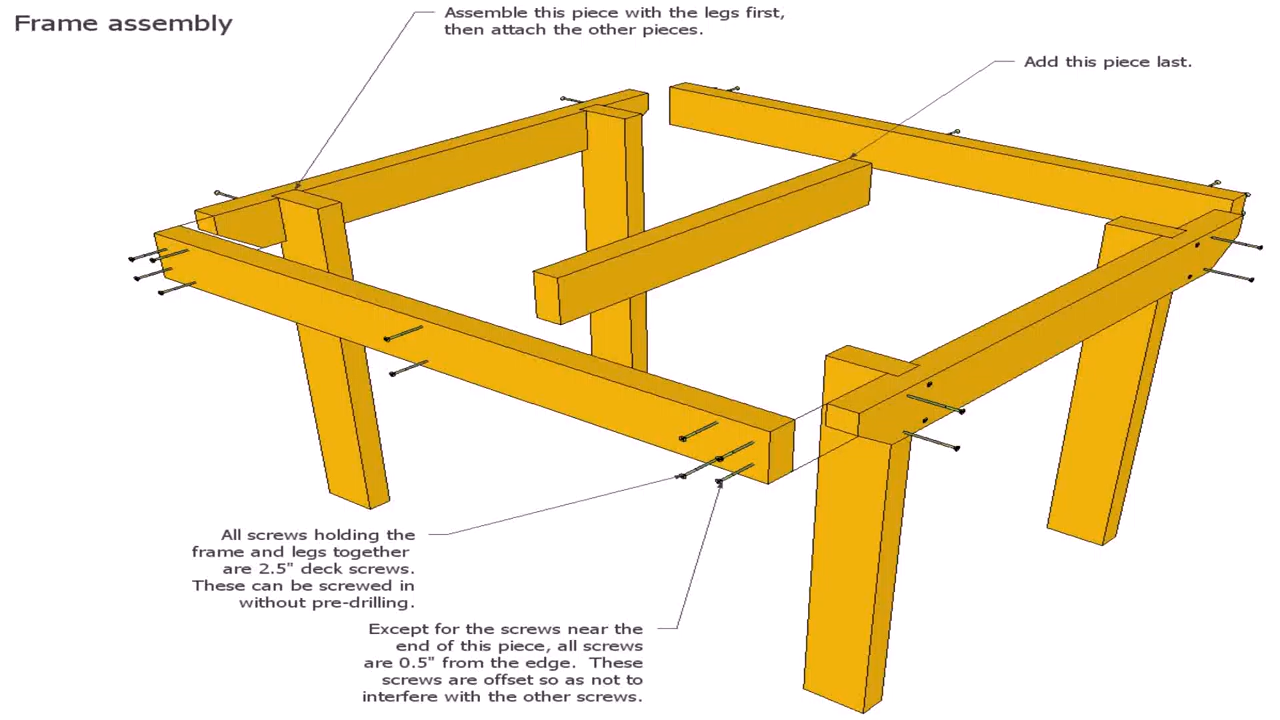 Frame assembly
Assemble this piece with the legs first,
then attach the other pieces.
Add this piece last.
All screws holding the
frame and legs together
are 2.5" deck screws.
These can be screwed in
without pre-drilling.
Except for the screws near the
end of this piece, all screws
are 0.5" from the edge.  These
screws are offset so as not to
interfere with the other screws.